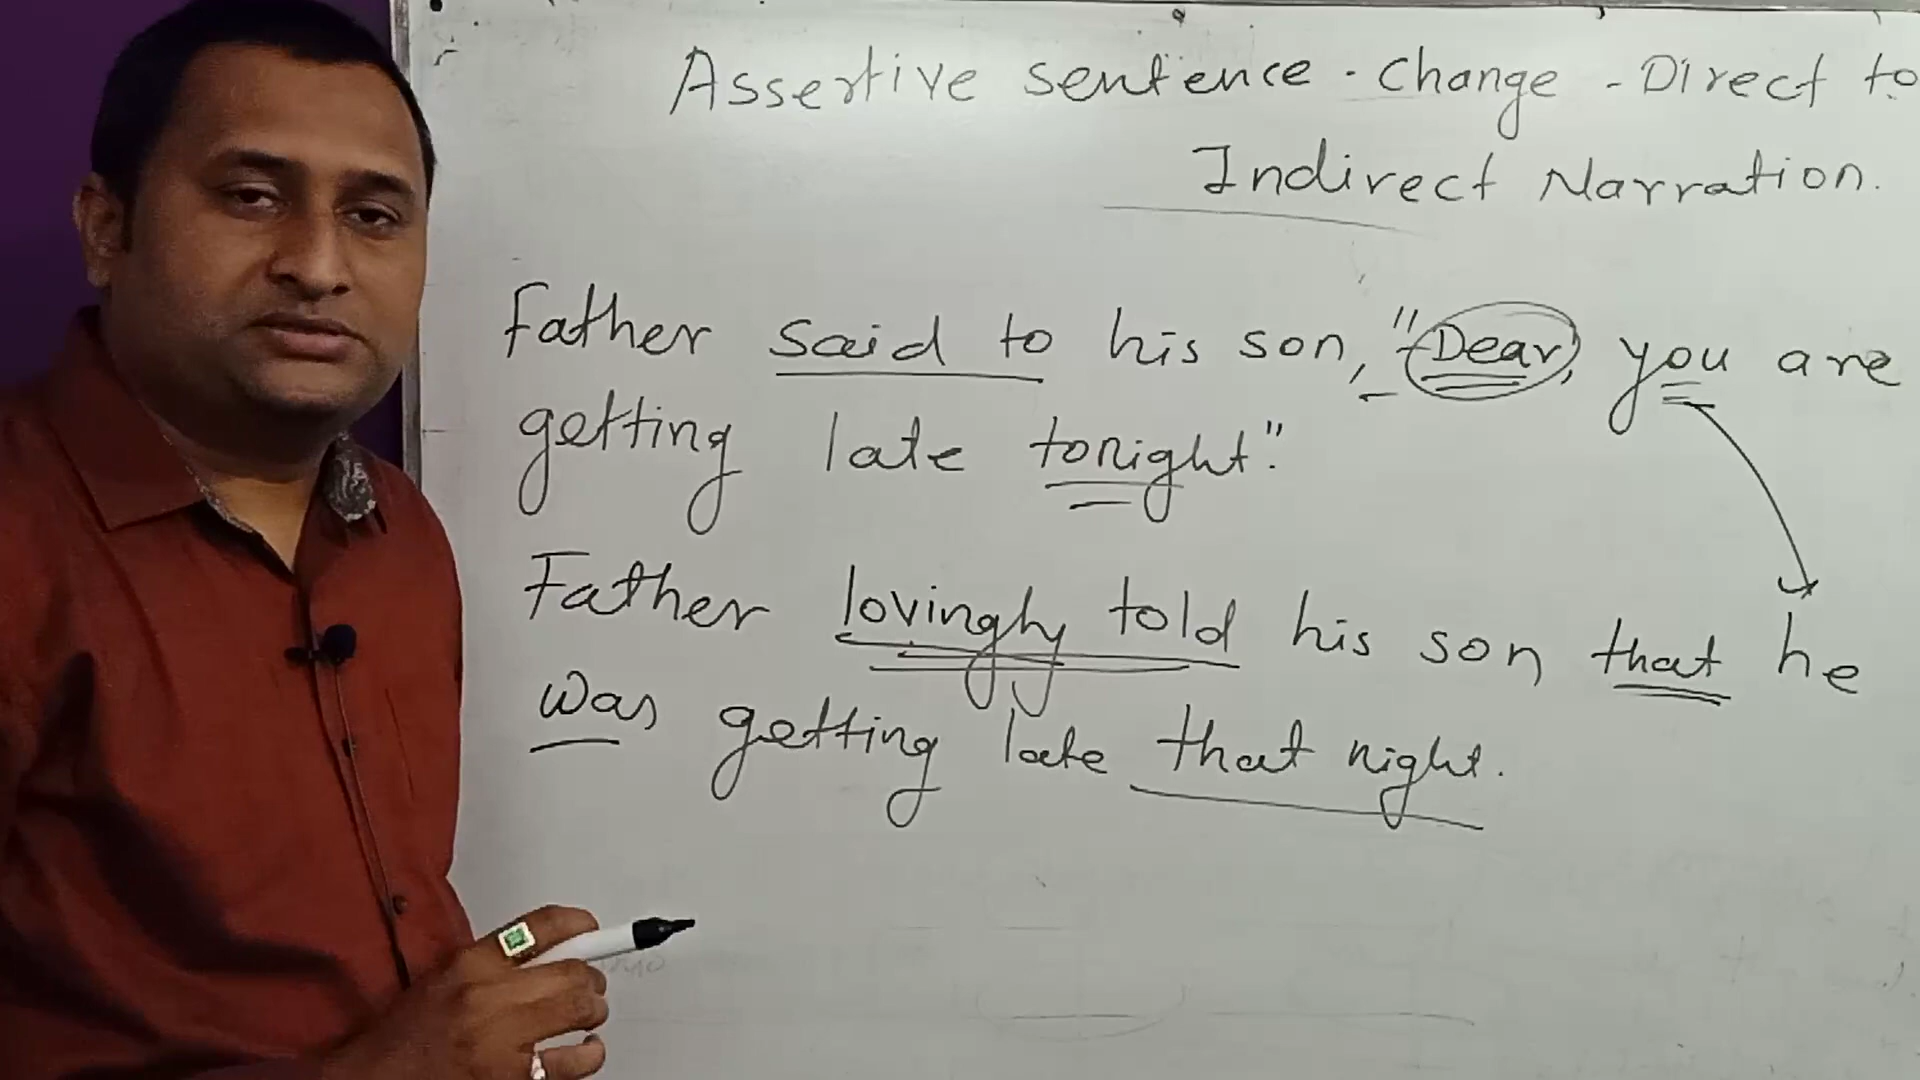 Assertive sentence - Change - Direct to
Indirect Narration.
Father said to his son, "Dear, you are
getting late tonight".
Father lovingly told his son that he
was getting late that night.